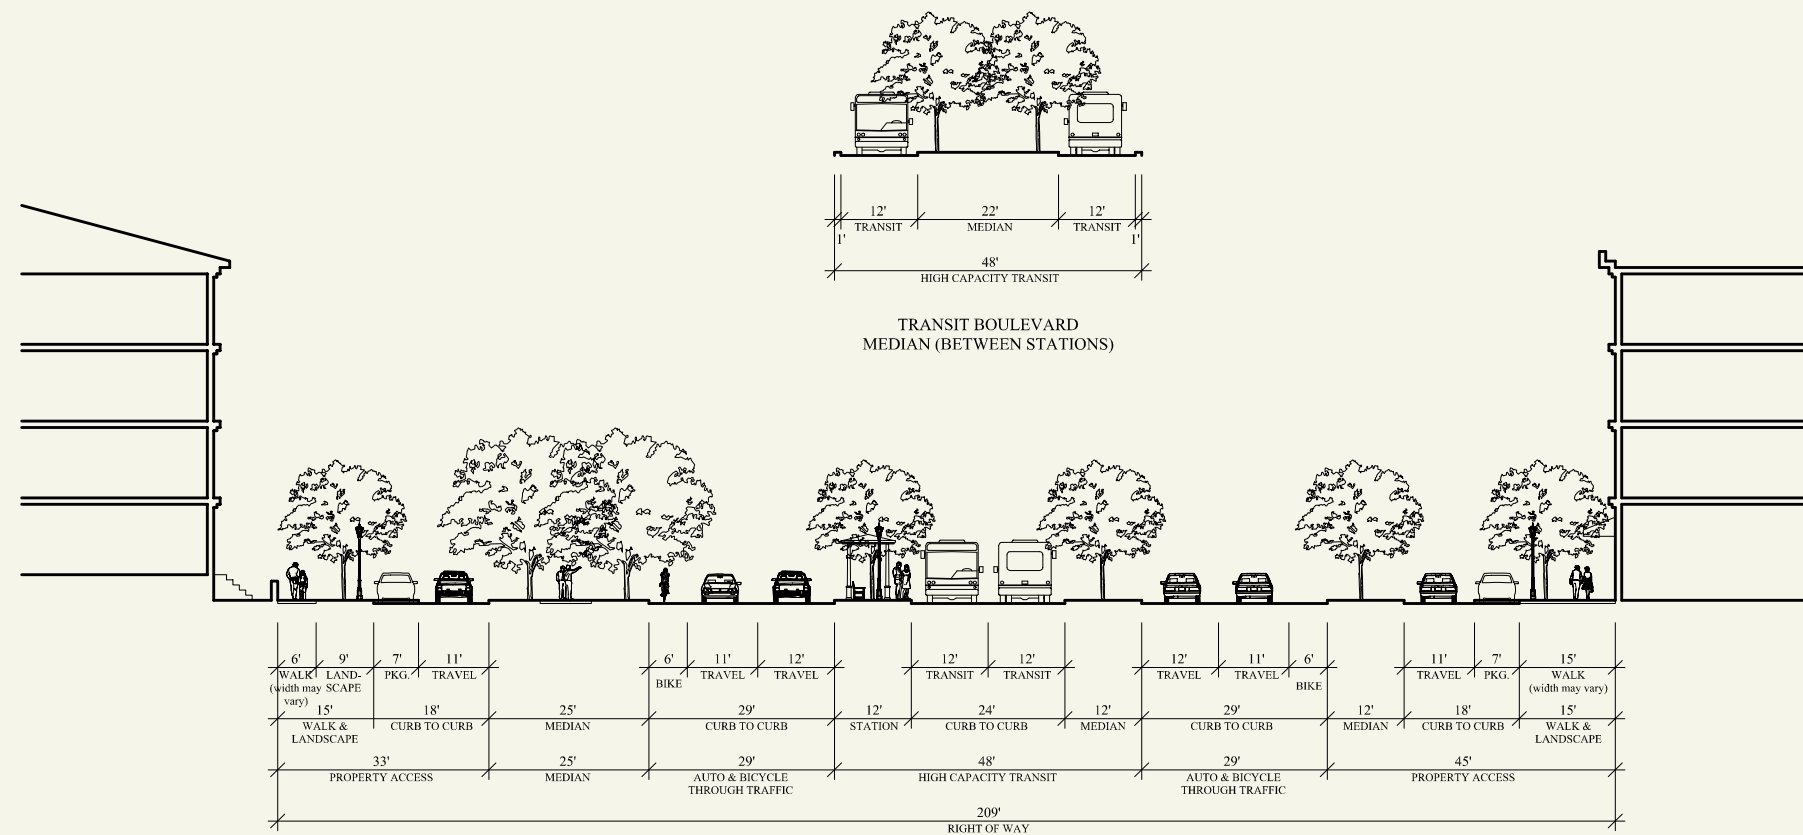 12' 22' 12'
TRANSIT MEDIAN TRANSIT
1' 1'
48'
HIGH CAPACITY TRANSIT
TRANSIT BOULEVARD
MEDIAN (BETWEEN STATIONS)
6' 9' 7' 11' 6' 11' 12' 12' 12' 12' 11' 6' 11' 7' 15'
WALK LAND- PKG. TRAVEL BIKE TRAVEL TRAVEL TRANSIT TRANSIT TRAVEL TRAVEL BIKE TRAVEL PKG. WALK
(width may SCAPE (width may vary)
vary)
15' 18' 25' 29' 12' 24' 12' 29' 12' 18' 15'
WALK & CURB TO CURB MEDIAN CURB TO CURB STATION CURB TO CURB MEDIAN CURB TO CURB MEDIAN CURB TO CURB WALK &
LANDSCAPE LANDSCAPE
33' 25' 29' 48' 29' 45'
PROPERTY ACCESS MEDIAN AUTO & BICYCLE HIGH CAPACITY TRANSIT AUTO & BICYCLE PROPERTY ACCESS
THROUGH TRAFFIC THROUGH TRAFFIC
209'
RIGHT OF WAY